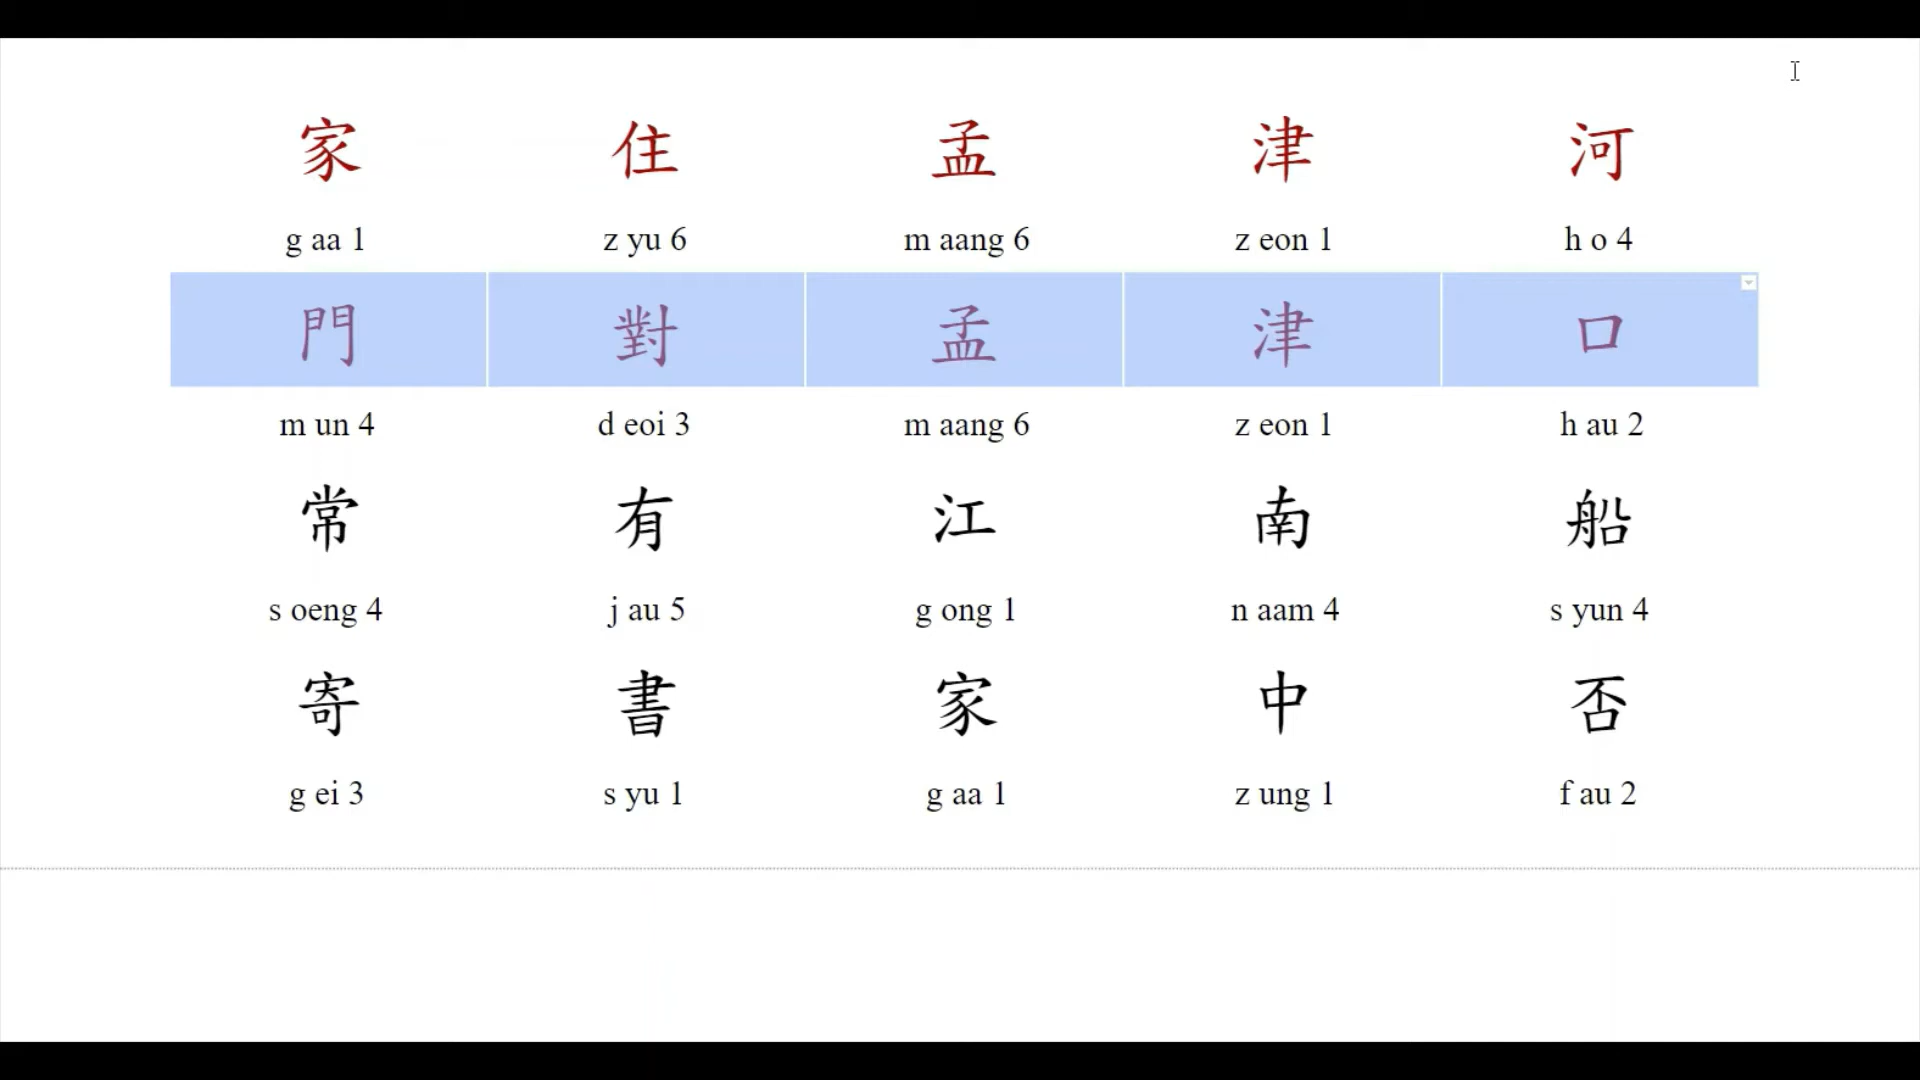 家 住 孟 津 河
g aa 1 z yu 6 m aang 6 z eon 1 h o 4
門 對 孟 津 口
m un 4 d eoi 3 m aang 6 z eon 1 h au 2
常 有 江 南 船
s oeng 4 j au 5 g ong 1 n aam 4 s yun 4
寄 書 家 中 否
g ei 3 s yu 1 g aa 1 z ung 1 f au 2